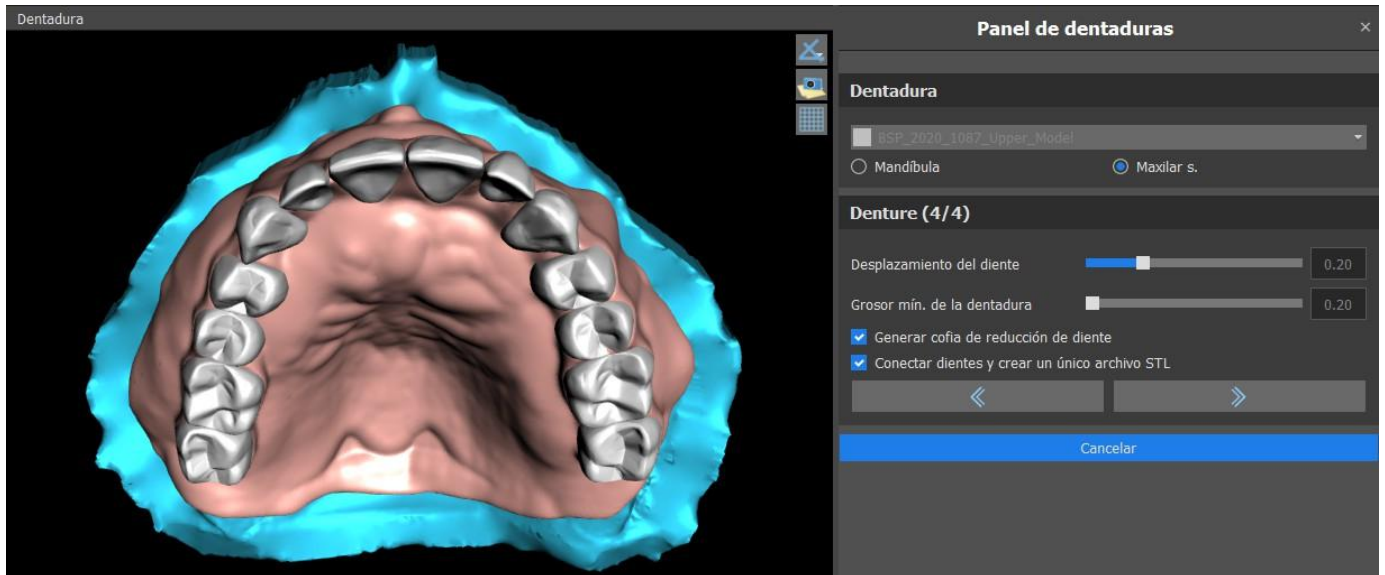 Dentadura
Panel de dentaduras
×
Dentadura
BSP_2020_1087_Upper_Model
Mandíbula
Maxilar s.
Denture (4/4)
Desplazamiento del diente 0.20
Grosor mín. de la dentadura 0.20
Generar cofia de reducción de diente
Conectar dientes y crear un único archivo STL
Cancelar